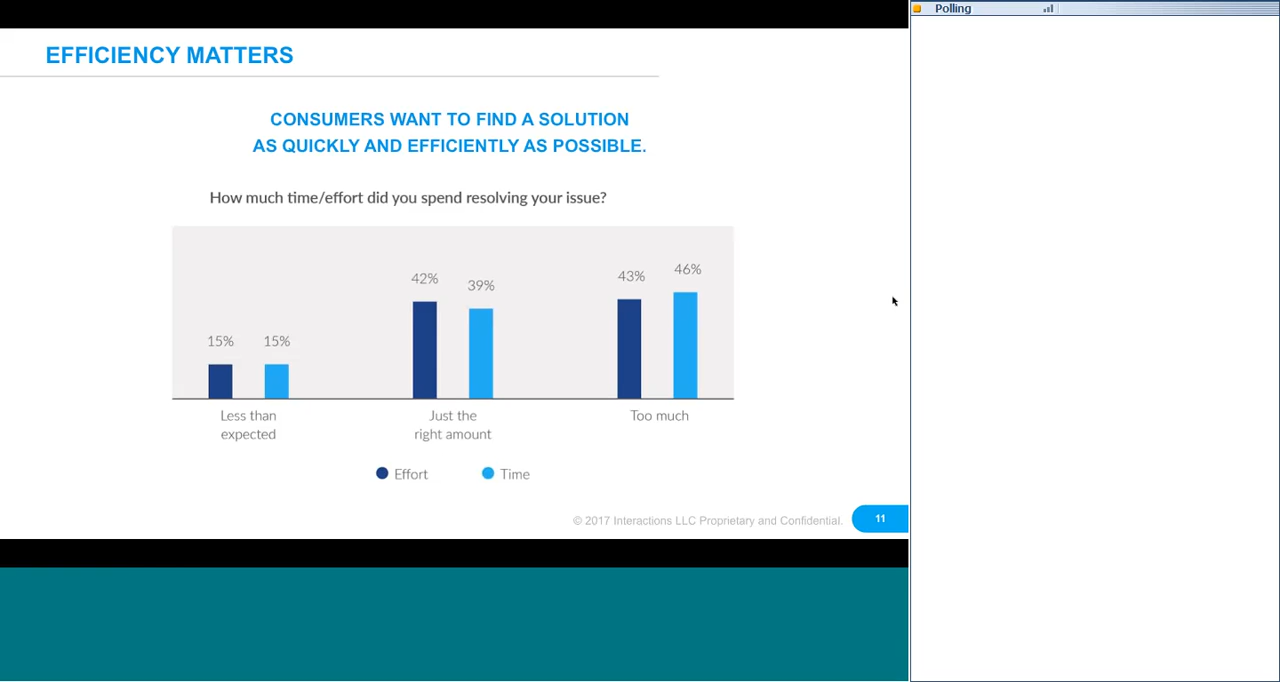 Polling
EFFICIENCY MATTERS
CONSUMERS WANT TO FIND A SOLUTION
AS QUICKLY AND EFFICIENTLY AS POSSIBLE.
How much time/effort did you spend resolving your issue?
15% 15% 42% 39% 43% 46%
Less than
expected
Just the
right amount
Too much
Effort Time
© 2017 Interactions LLC Proprietary and Confidential. 11